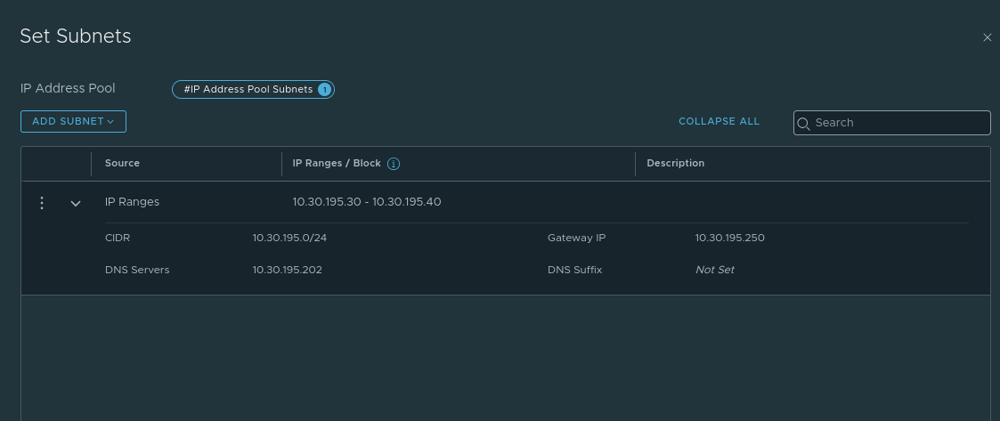 Set Subnets
IP Address Pool #IP Address Pool Subnets 1
ADD SUBNET COLLAPSE ALL Search
Source IP Ranges / Block Description
IP Ranges 10.30.195.30 - 10.30.195.40
CIDR 10.30.195.0/24 Gateway IP 10.30.195.250
DNS Servers 10.30.195.202 DNS Suffix Not Set